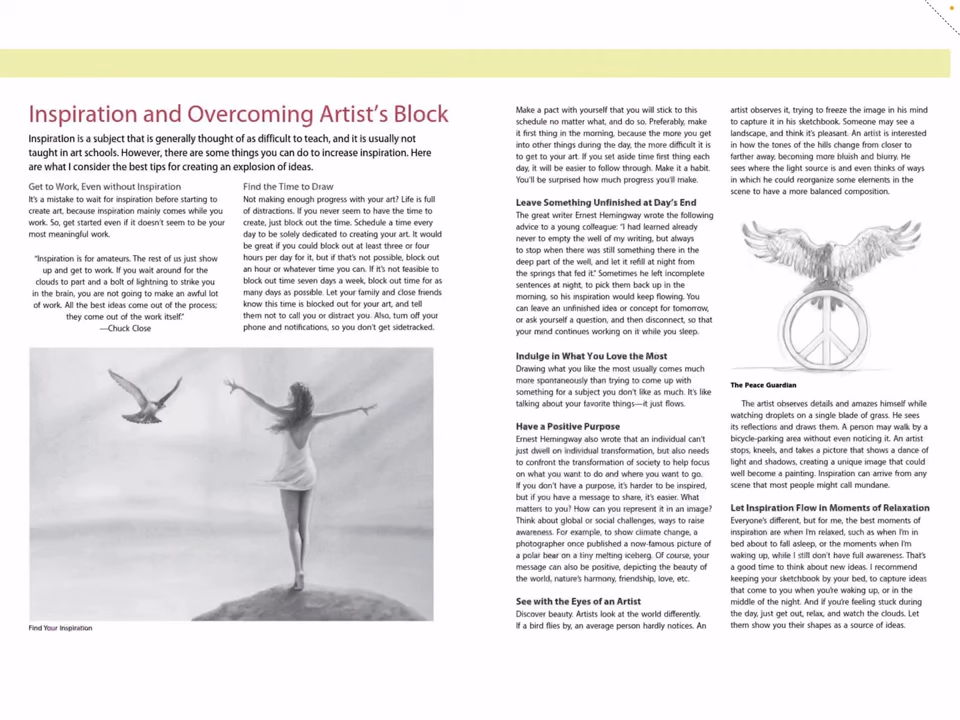 Inspiration and Overcoming Artist's Block
Inspiration is a subject that is generally thought of as difficult to teach, and it is usually not
taught in art schools. However, there are some things you can do to increase inspiration. Here
are what I consider the best tips for creating an explosion of ideas.
Get to Work, Even without Inspiration
It's a mistake to wait for inspiration before starting to
create art, because inspiration mainly comes while you
work. So, get started even if it doesn't seem to be your
most meaningful work.
"Inspiration is for amateurs. The rest of us just show
up and get to work. If you wait around for the
clouds to part and a bolt of lightning to strike you
in the brain, you are not going to make an awful lot
of work. All the best ideas come out of the process;
they come out of the work itself."
—Chuck Close
Find the Time to Draw
Not making enough progress with your art? Life is full
of distractions. If you never seem to have the time to
create, just block out the time. Schedule a time every
day to be solely dedicated to creating your art. It would
be great if you could block out at least three or four
hours per day for it, but if that's not possible, block out
an hour or whatever time you can. If it's not feasible to
block out time seven days a week, block out time for as
many days as possible. Let your family and close friends
know this time is blocked out for your art, and tell
them not to call you or distract you. Also, turn off your
phone and notifications, so you don't get sidetracked.
Find Your Inspiration
Make a pact with yourself that you will stick to this
schedule no matter what, and do so. Preferably, make
it first thing in the morning, because the more you get
into other things during the day, the more difficult it is
to get to your art. If you set aside time first thing each
day, it will be easier to follow through. Make it a habit.
You'll be surprised how much progress you'll make.
Leave Something Unfinished at Day's End
The great writer Ernest Hemingway wrote the following
advice to a young colleague: "I had learned already
never to empty the well of my writing, but always
to stop when there was still something there in the
deep part of the well, and let it refill at night from
the springs that fed it." Sometimes he left incomplete
sentences at night, to pick them back up in the
morning, so his inspiration would keep flowing. You
can leave an unfinished idea or concept for tomorrow,
or ask yourself a question, and then disconnect, so that
your mind continues working on it while you sleep.
Indulge in What You Love the Most
Drawing what you like the most usually comes much
more spontaneously than trying to come up with
something for a subject you don't like as much. It's like
talking about your favorite things—it just flows.
Have a Positive Purpose
Ernest Hemingway also wrote that an individual can't
just dwell on individual transformation, but also needs
to confront the transformation of society to help focus
on what you want to do and where you want to go.
If you don't have a purpose, it's harder to be inspired,
but if you have a message to share, it's easier. What
matters to you? How can you represent it in an image?
Think about global or social challenges, ways to raise
awareness. For example, to show climate change, a
photographer once published a now-famous picture of
a polar bear on a tiny melting iceberg. Of course, your
message can also be positive, depicting the beauty of
the world, nature's harmony, friendship, love, etc.
See with the Eyes of an Artist
Discover beauty. Artists look at the world differently.
If a bird flies by, an average person hardly notices. An
artist observes it, trying to freeze the image in his mind
to capture it in his sketchbook. Someone may see a
landscape, and think it's pleasant. An artist is interested
in how the tones of the hills change from closer to
farther away, becoming more bluish and blurry. He
sees where the light source is and even thinks of ways
in which he could reorganize some elements in the
scene to have a more balanced composition.
The Peace Guardian
The artist observes details and amazes himself while
watching droplets on a single blade of grass. He sees
its reflections and draws them. A person may walk by a
bicycle-parking area without even noticing it. An artist
stops, kneels, and takes a picture that shows a dance of
light and shadows, creating a unique image that could
well become a painting. Inspiration can arrive from any
scene that most people might call mundane.
Let Inspiration Flow in Moments of Relaxation
Everyone's different, but for me, the best moments of
inspiration are when I'm relaxed, such as when I'm in
bed about to fall asleep, or the moments when I'm
waking up, while I still don't have full awareness. That's
a good time to think about new ideas. I recommend
keeping your sketchbook by your bed, to capture ideas
that come to you when you're waking up, or in the
middle of the night. And if you're feeling stuck during
the day, just get out, relax, and watch the clouds. Let
them show you their shapes as a source of ideas.